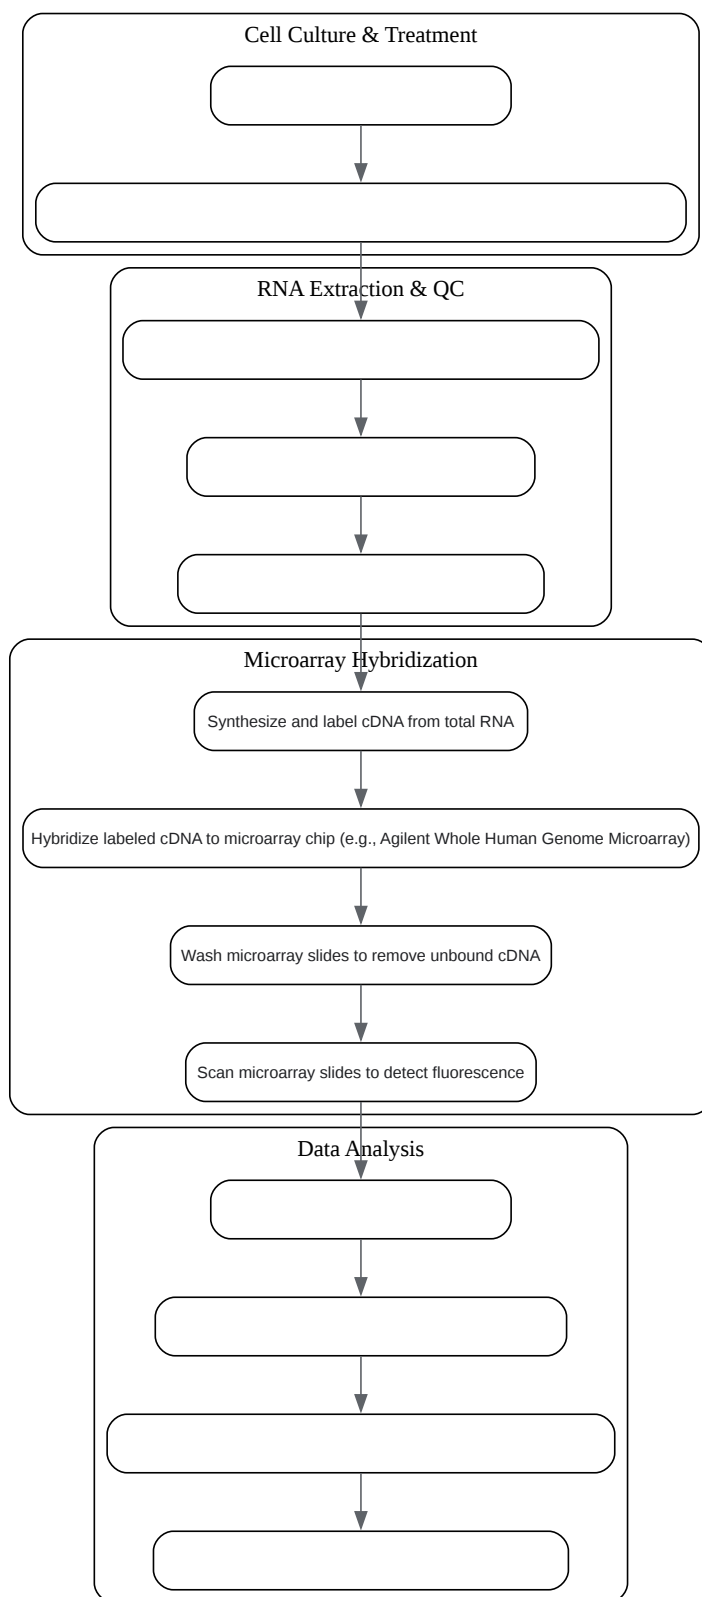 Cell Culture & Treatment
RNA Extraction & QC
Microarray Hybridization
Synthesize and label cDNA from total RNA
Hybridize labeled cDNA to microarray chip (e.g., Agilent Whole Human Genome Microarray)
Wash microarray slides to remove unbound cDNA
Scan microarray slides to detect fluorescence
Data Analysis